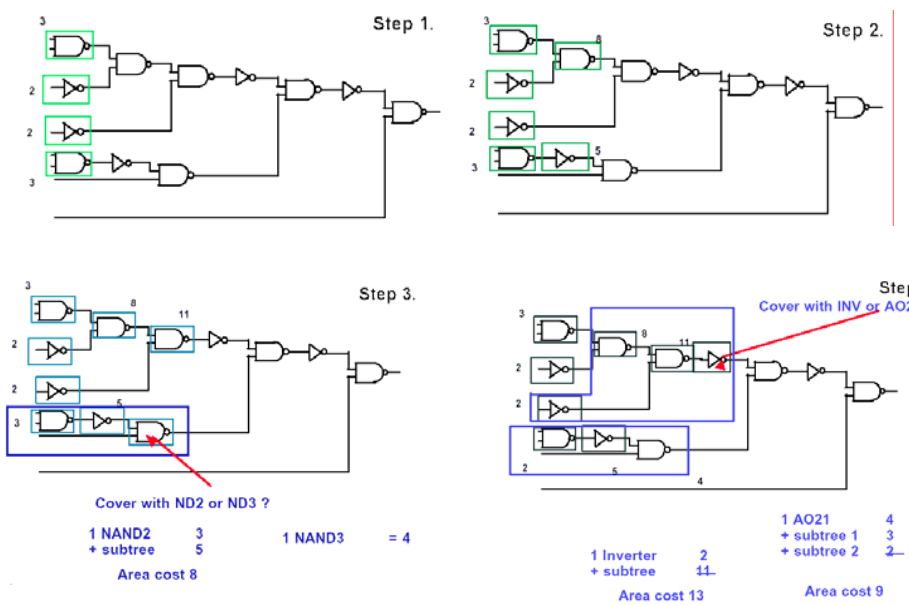 3
Step 1.
2
2
3
3
8
Step 2.
2
2
5
3
3
Step 3.
8
11
2
2
5
3
Cover with ND2 or ND3 ?
1 NAND2 3
+ subtree 5
Area cost 8
1 NAND3 = 4
Step
Cover with INV or AO2
3
8
11
2
2
2
5
4
1 Inverter 2
+ subtree 11
Area cost 13
1 AO21 4
+ subtree 1 3
+ subtree 2 2
Area cost 9